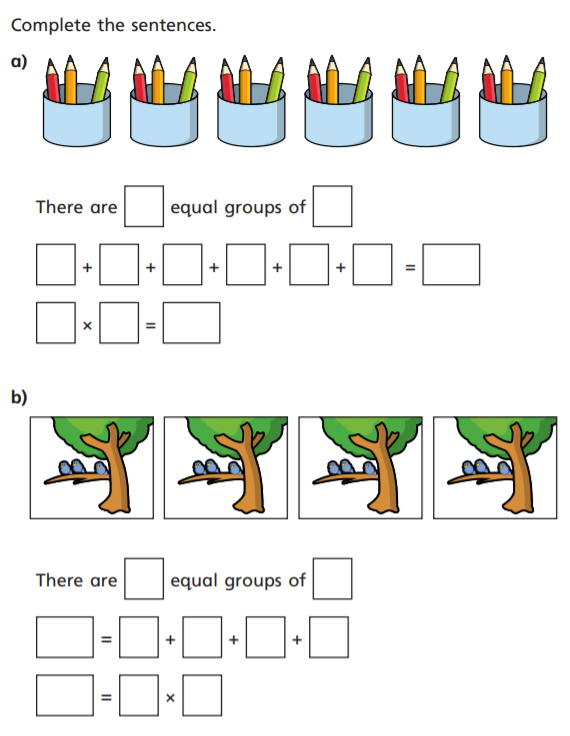 Complete the sentences.
a)
There are equal groups of
+ + + + + =
× =
b)
There are equal groups of
= + + +
= ×